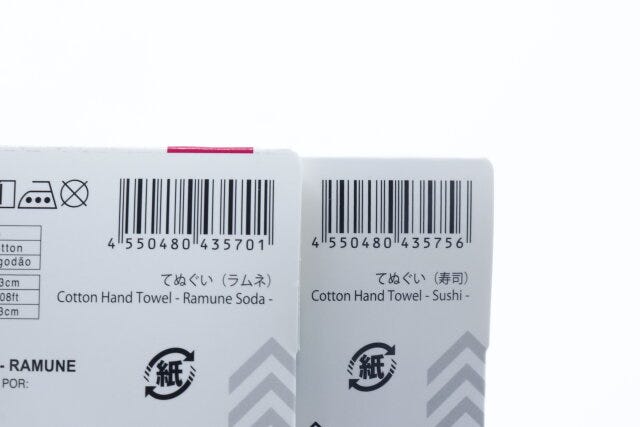 4 550480 435701
てぬぐい（ラムネ）
Cotton Hand Towel - Ramune Soda -
tton
godão
3cm
08ft
3cm
紙
- RAMUNE
POR:
4 550480 435756
てぬぐい（寿司）
Cotton Hand Towel - Sushi -
紙